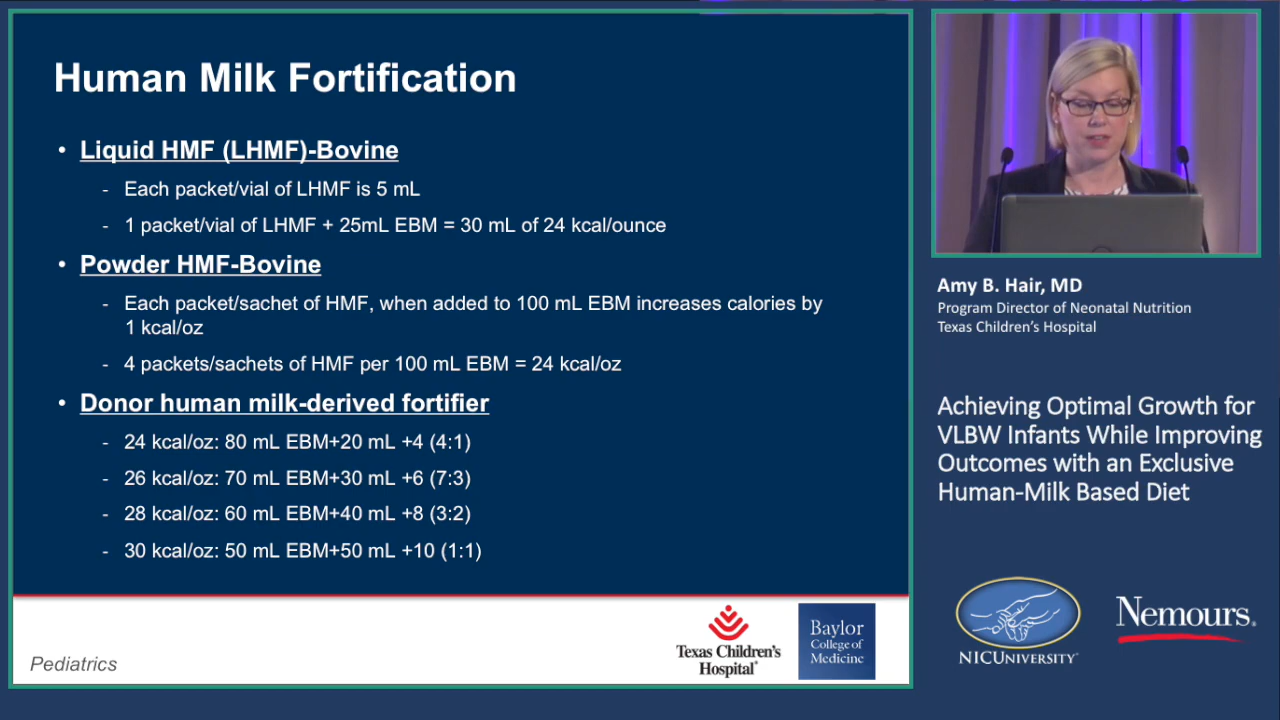 Human Milk Fortification
• Liquid HMF (LHMF)-Bovine
- Each packet/vial of LHMF is 5 mL
- 1 packet/vial of LHMF + 25mL EBM = 30 mL of 24 kcal/ounce
• Powder HMF-Bovine
- Each packet/sachet of HMF, when added to 100 mL EBM increases calories by
1 kcal/oz
- 4 packets/sachets of HMF per 100 mL EBM = 24 kcal/oz
• Donor human milk-derived fortifier
- 24 kcal/oz: 80 mL EBM+20 mL +4 (4:1)
- 26 kcal/oz: 70 mL EBM+30 mL +6 (7:3)
- 28 kcal/oz: 60 mL EBM+40 mL +8 (3:2)
- 30 kcal/oz: 50 mL EBM+50 mL +10 (1:1)
Pediatrics
Texas Children's
Hospital®
Baylor
College of
Medicine
Amy B. Hair, MD
Program Director of Neonatal Nutrition
Texas Children's Hospital
Achieving Optimal Growth for
VLBW Infants While Improving
Outcomes with an Exclusive
Human-Milk Based Diet
NICUNIVERSITY®
Nemours®